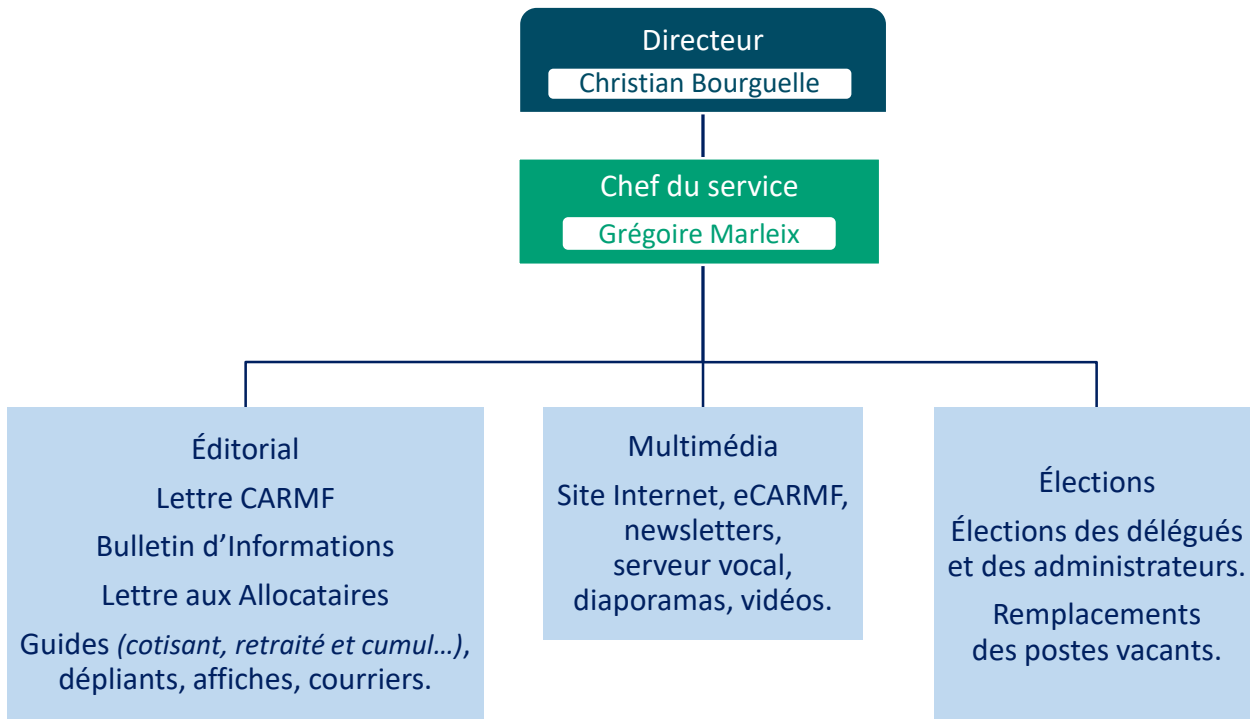 Directeur
Christian Bourguelle
Chef du service
Grégoire Marleix
Éditorial
Lettre CARMF
Bulletin d’Informations
Lettre aux Allocataires
Guides (cotisant, retraité et cumul…),
dépliants, affiches, courriers.
Multimédia
Site Internet, eCARMF,
newsletters,
serveur vocal,
diaporamas, vidéos.
Élections
Élections des délégués
et des administrateurs.
Remplacements
des postes vacants.